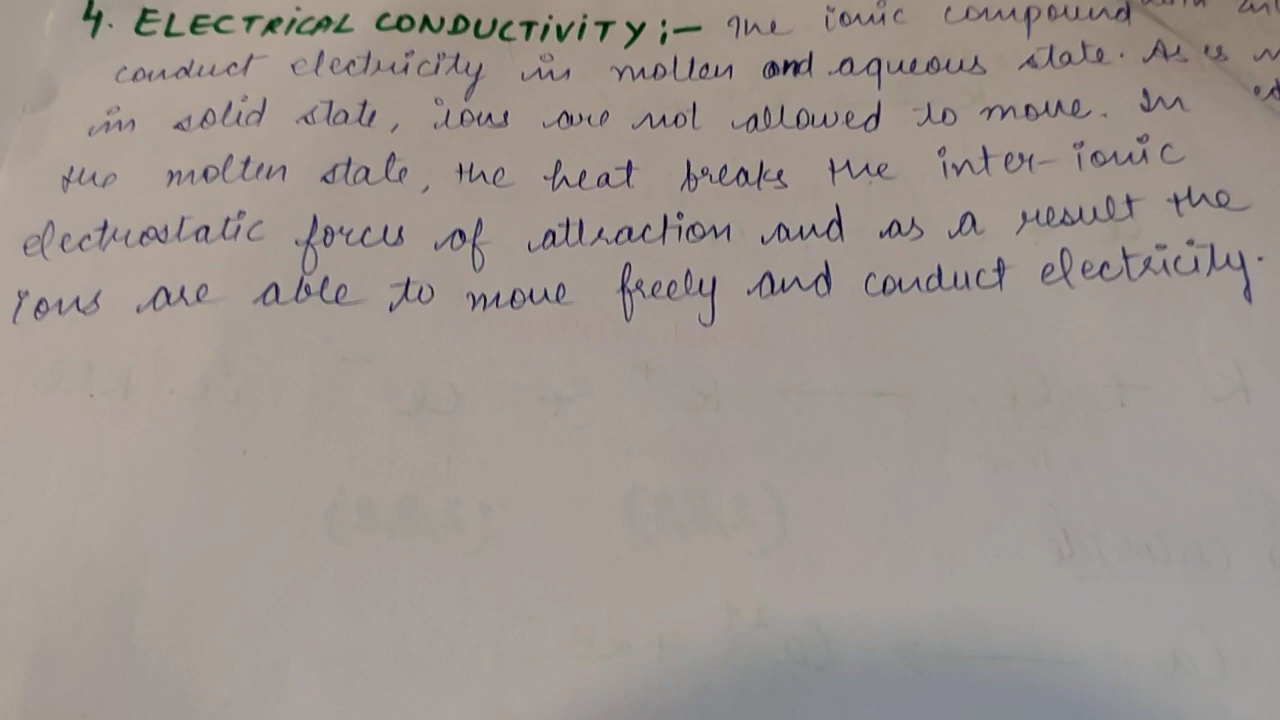 4. ELECTRICAL CONDUCTIVITY :- The ionic compound
conduct electricity in molten and aqueous state. As is
in solid state, ions are not allowed to move. In
the molten state, the heat breaks the inter-ionic
electrostatic forces of attraction and as a result the
ions are able to move freely and conduct electricity.